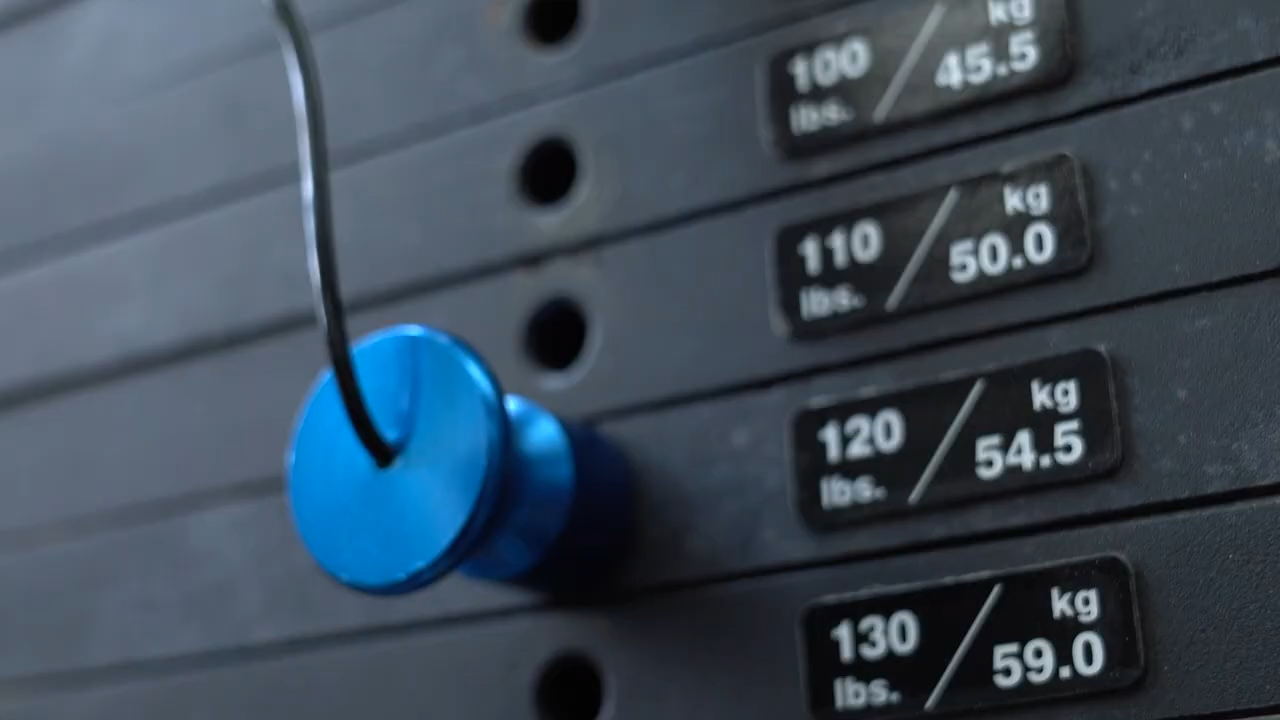 100 / kg 45.5
lbs.
110 / kg 50.0
lbs.
120 / kg 54.5
lbs.
130 / kg 59.0
lbs.